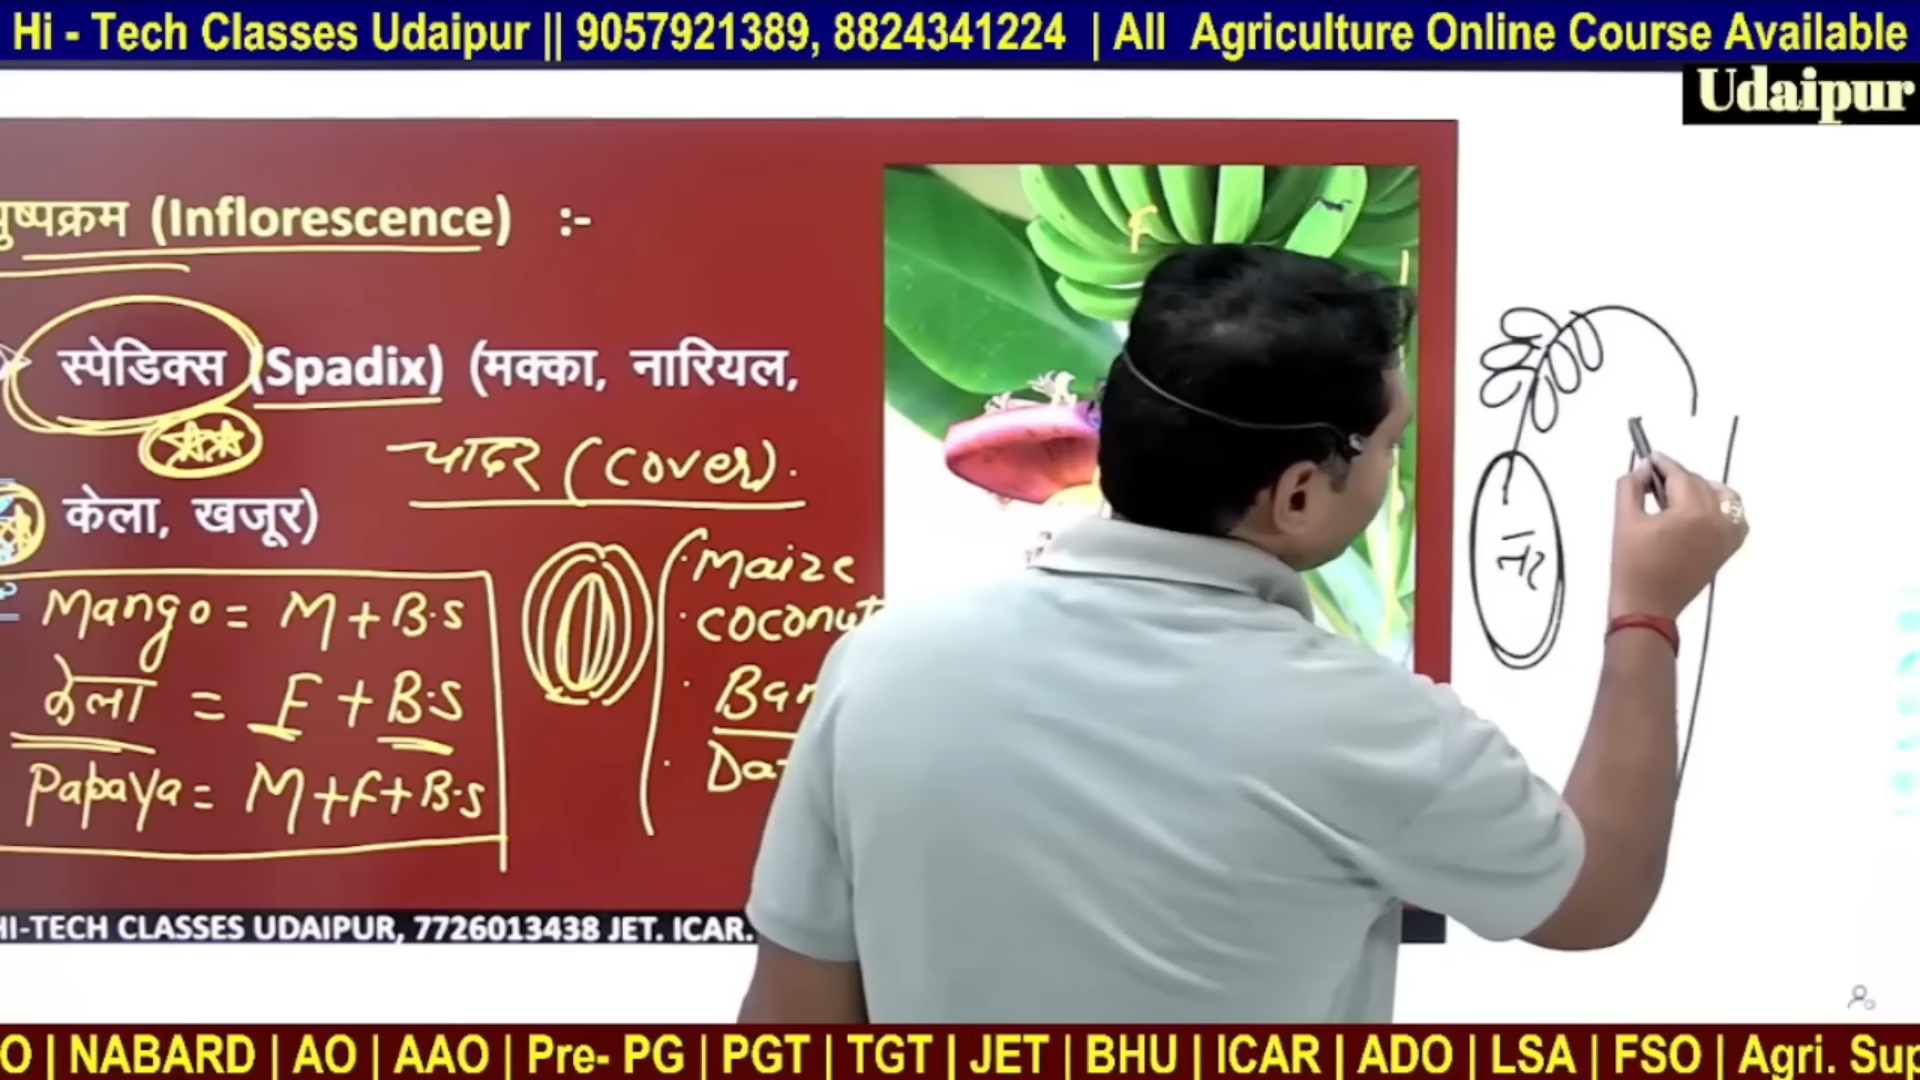 Hi - Tech Classes Udaipur || 9057921389, 8824341224 | All Agriculture Online Course Available
Udaipur
पुष्पक्रम (Inflorescence) :-
स्पेडिक्स (Spadix) (मक्का, नारियल,
चादर (Cover).
केला, खजूर)
F
Maize
coconut
Mango = M + B.S
केला = F + B.S
Papaya = M + F + B.S
नर
HI-TECH CLASSES UDAIPUR, 7726013438 JET. ICAR.
O | NABARD | AO | AAO | Pre- PG | PGT | TGT | JET | BHU | ICAR | ADO | LSA | FSO | Agri. Sup